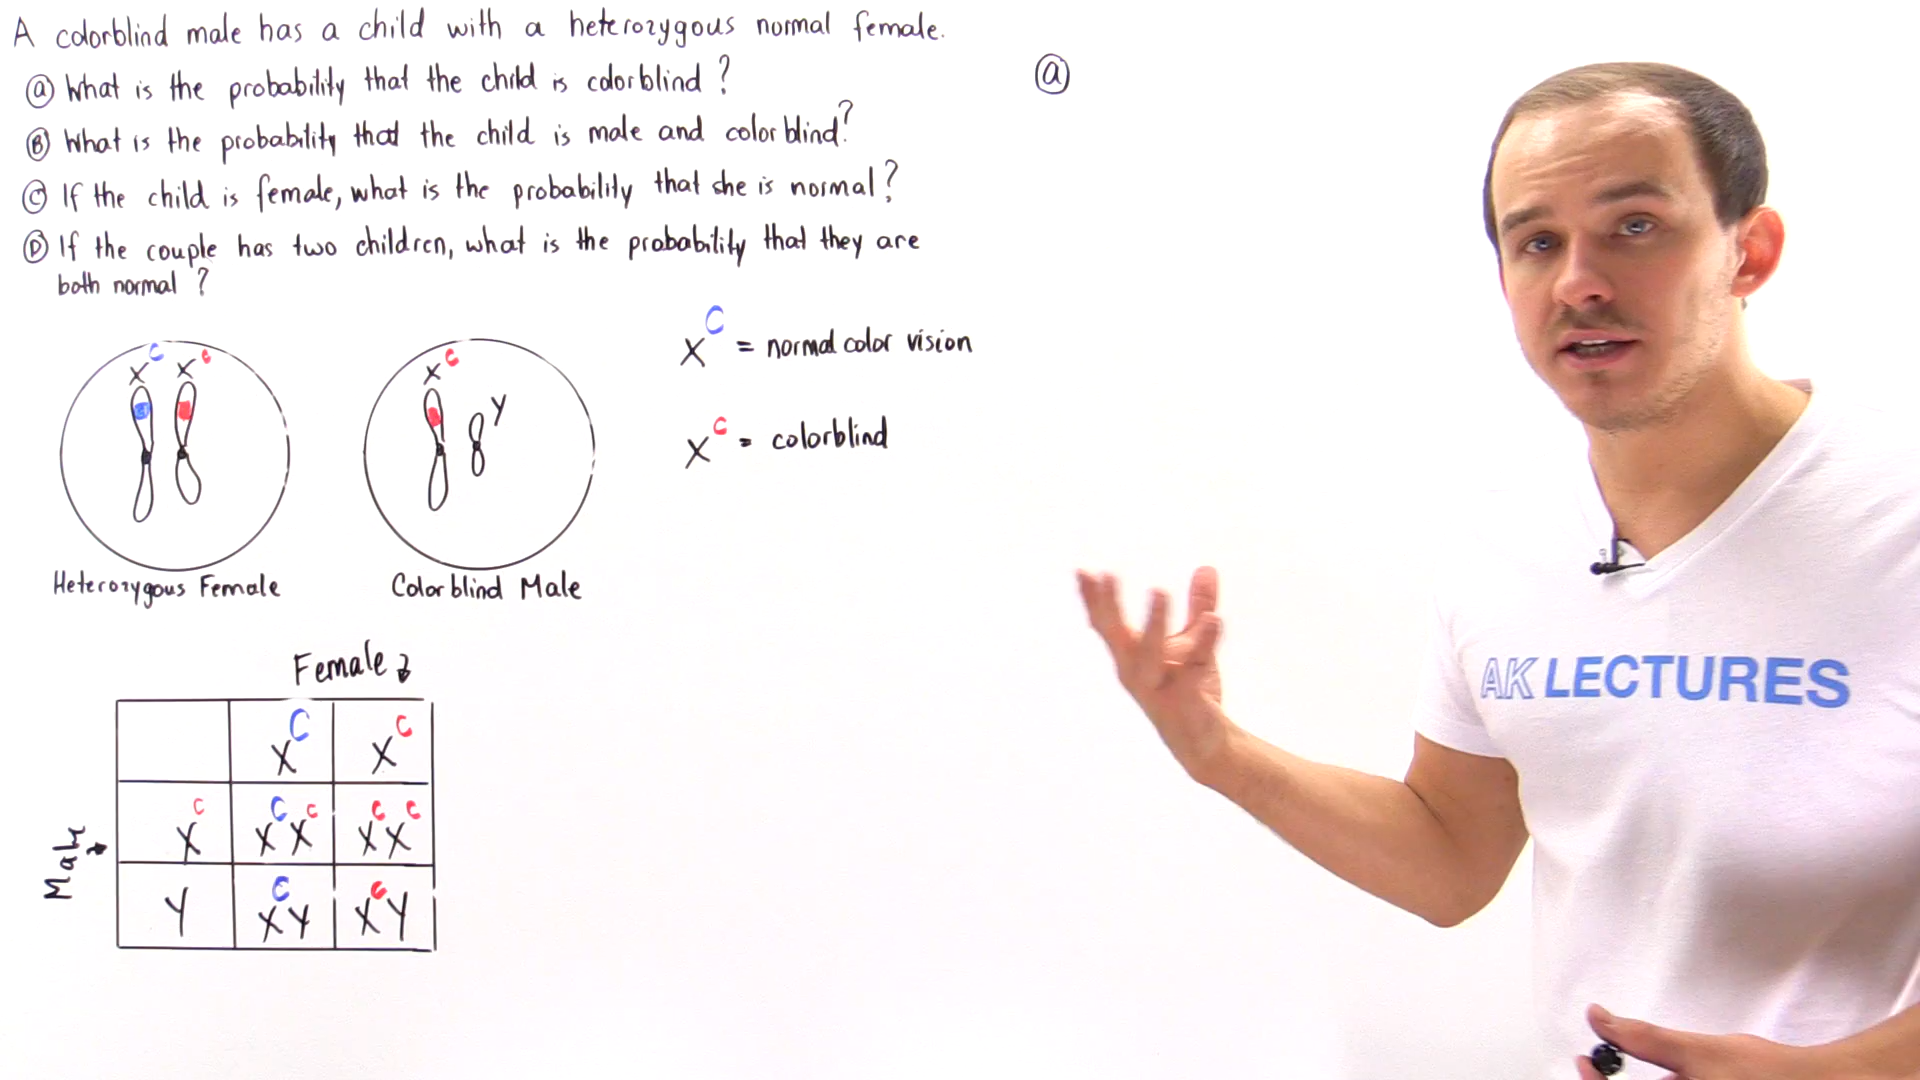 A colorblind male has a child with a heterozygous normal female.
ⓐ What is the probability that the child is colorblind?
Ⓑ What is the probability that the child is male and colorblind?
Ⓒ If the child is female, what is the probability that she is normal?
Ⓓ If the couple has two children, what is the probability that they are
both normal?
ⓐ
X^C X^c
X^c Y
X^C = normal color vision
X^c = colorblind
Heterozygous Female
Colorblind Male
Female
Male
X^C X^c
X^c X^C X^c X^c X^c
Y X^C Y X^c Y
AK LECTURES